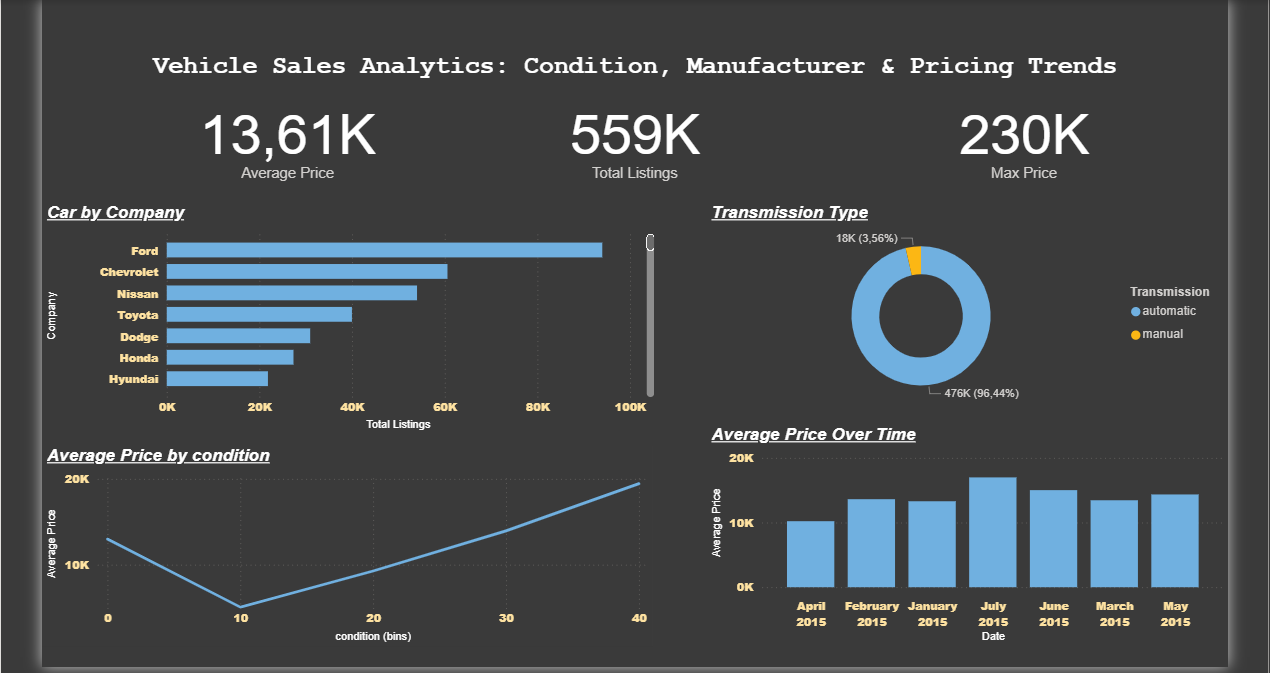 Vehicle Sales Analytics: Condition, Manufacturer & Pricing Trends
13,61K
Average Price
559K
Total Listings
230K
Max Price
Car by Company
Company
Ford
Chevrolet
Nissan
Toyota
Dodge
Honda
Hyundai
0K 20K 40K 60K 80K 100K
Total Listings
Transmission Type
18K (3,56%)
476K (96,44%)
Transmission
automatic
manual
Average Price by condition
Average Price
20K
10K
0 10 20 30 40
condition (bins)
Average Price Over Time
Average Price
20K
10K
0K
April February January July June March May
2015 2015 2015 2015 2015 2015 2015
Date